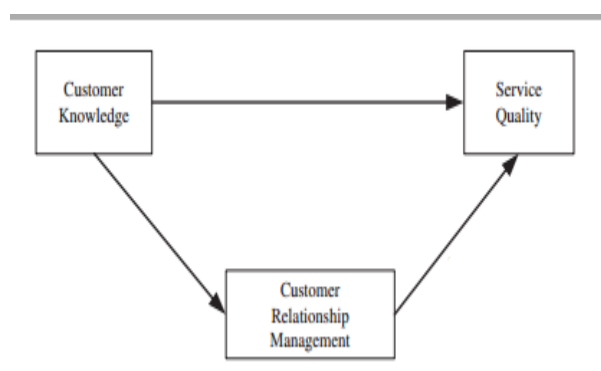 Customer
Knowledge
Service
Quality
Customer
Relationship
Management